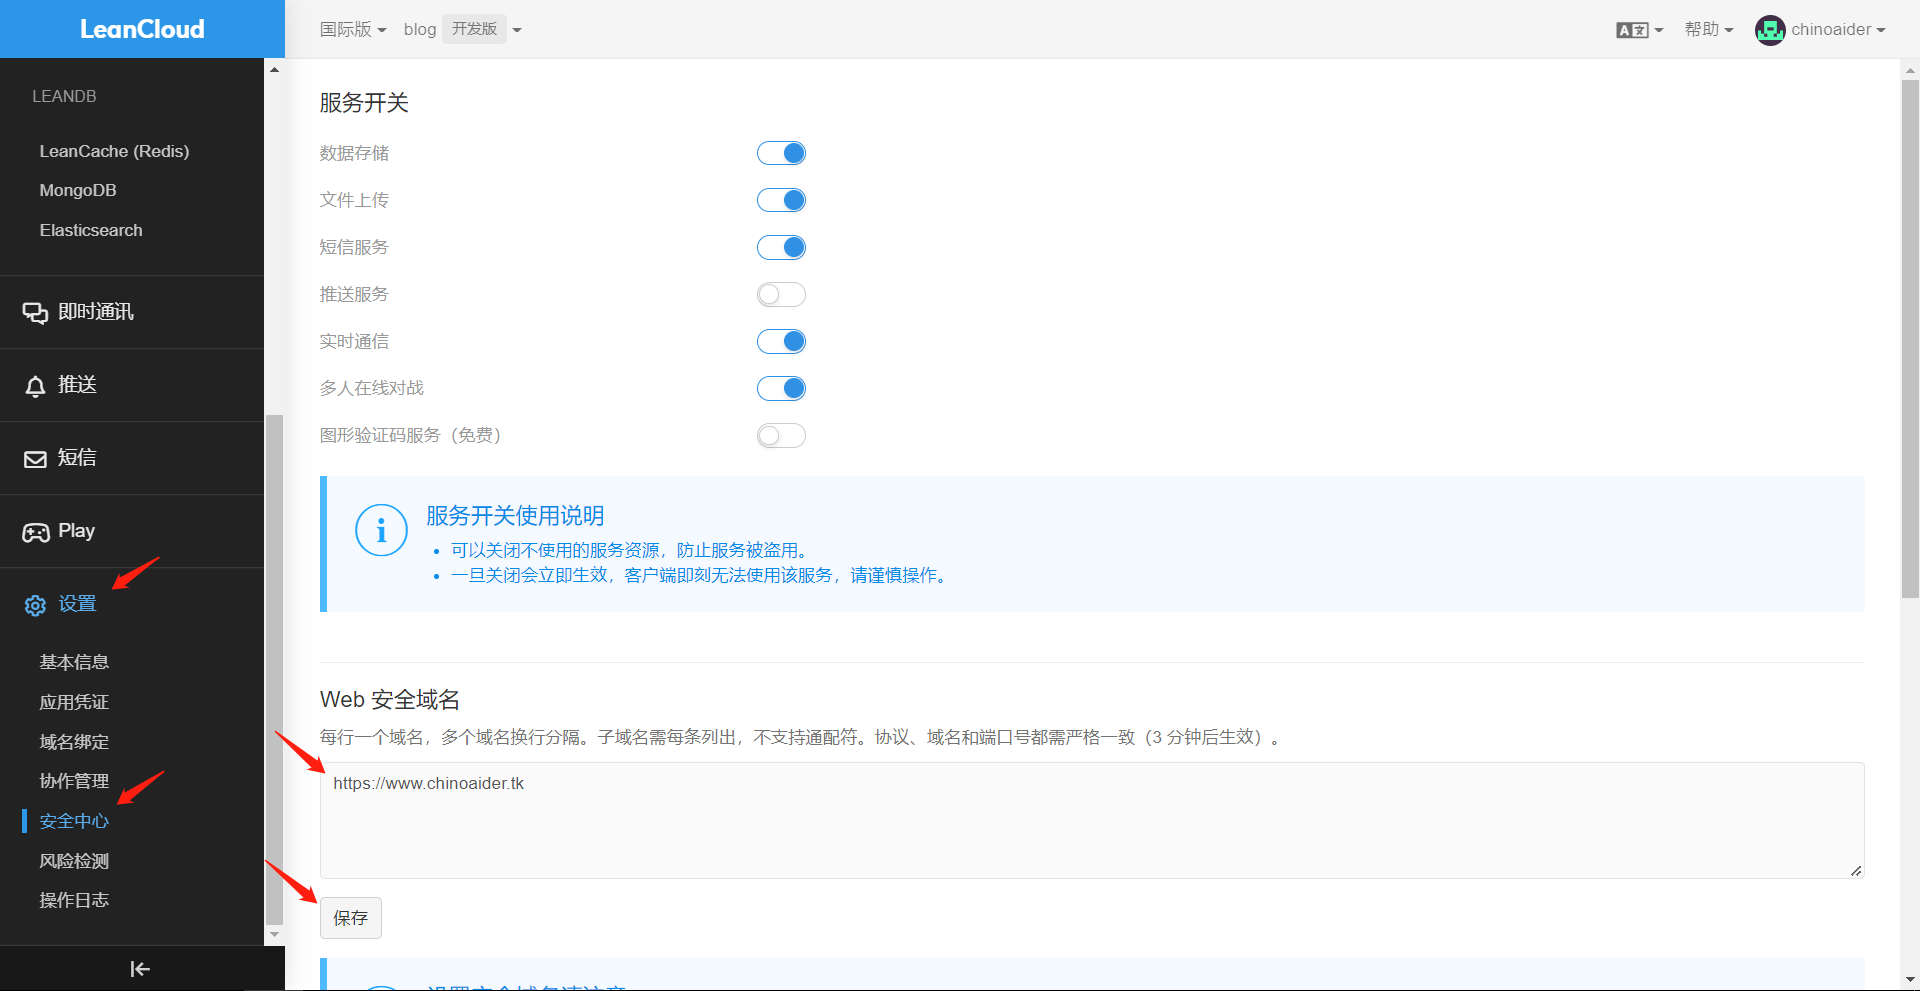 LeanCloud
国际版
blog
开发版
A文
帮助
chinoaider
LEANDB
LeanCache (Redis)
MongoDB
Elasticsearch
即时通讯
推送
短信
Play
设置
基本信息
应用凭证
域名绑定
协作管理
安全中心
风险检测
操作日志
服务开关
数据存储
文件上传
短信服务
推送服务
实时通信
多人在线对战
图形验证码服务（免费）
服务开关使用说明
可以关闭不使用的服务资源，防止服务被盗用。
一旦关闭会立即生效，客户端即刻无法使用该服务，请谨慎操作。
Web 安全域名
每行一个域名，多个域名换行分隔。子域名需每条列出，不支持通配符。协议、域名和端口号都需严格一致（3 分钟后生效）。
https://www.chinoaider.tk
保存